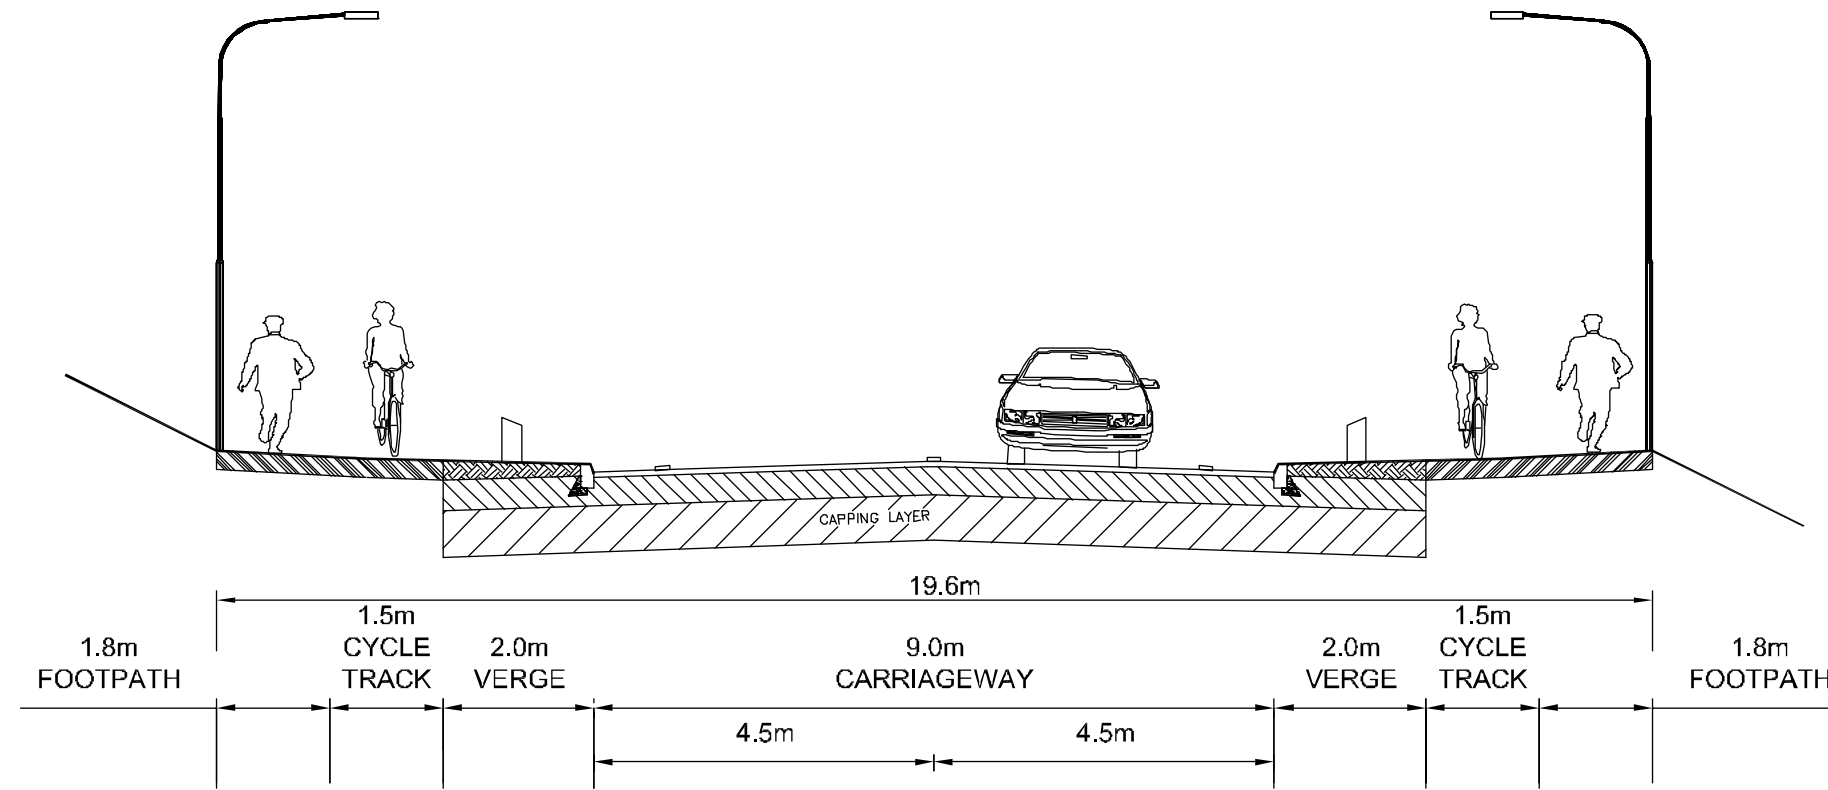 CAPPING LAYER
19.6m
1.8m
FOOTPATH
1.5m
CYCLE
TRACK
2.0m
VERGE
9.0m
CARRIAGEWAY
2.0m
VERGE
1.5m
CYCLE
TRACK
1.8m
FOOTPATH
4.5m
4.5m